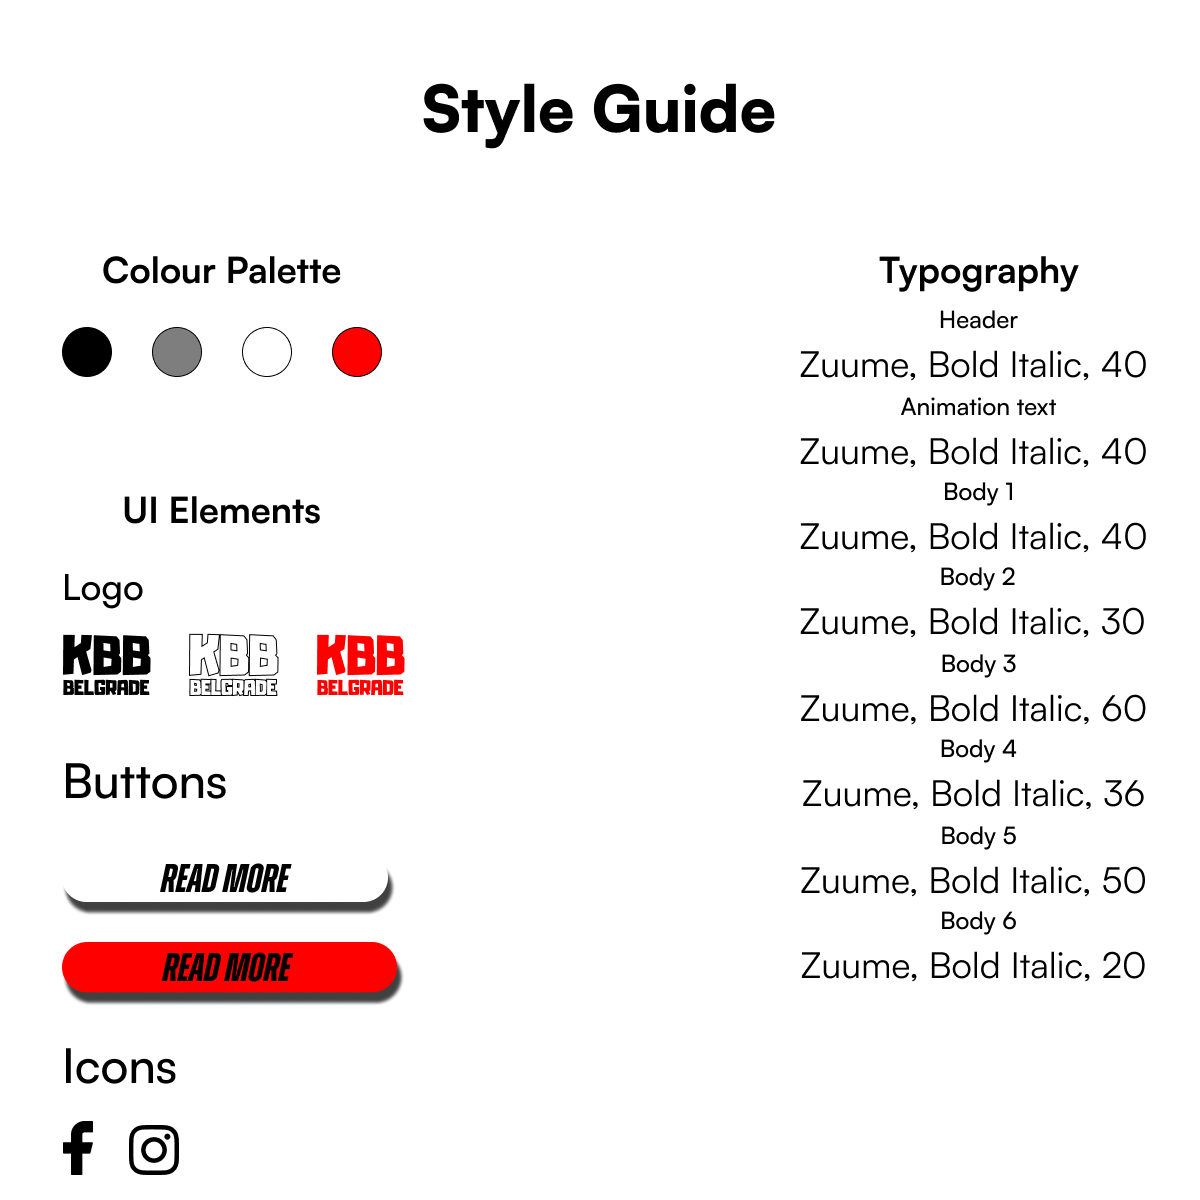 Style Guide
Colour Palette
UI Elements
Logo
KBB
BELGRADE
KBB
BELGRADE
KBB
BELGRADE
Buttons
READ MORE
READ MORE
Icons
Typography
Header
Zuume, Bold Italic, 40
Animation text
Zuume, Bold Italic, 40
Body 1
Zuume, Bold Italic, 40
Body 2
Zuume, Bold Italic, 30
Body 3
Zuume, Bold Italic, 60
Body 4
Zuume, Bold Italic, 36
Body 5
Zuume, Bold Italic, 50
Body 6
Zuume, Bold Italic, 20